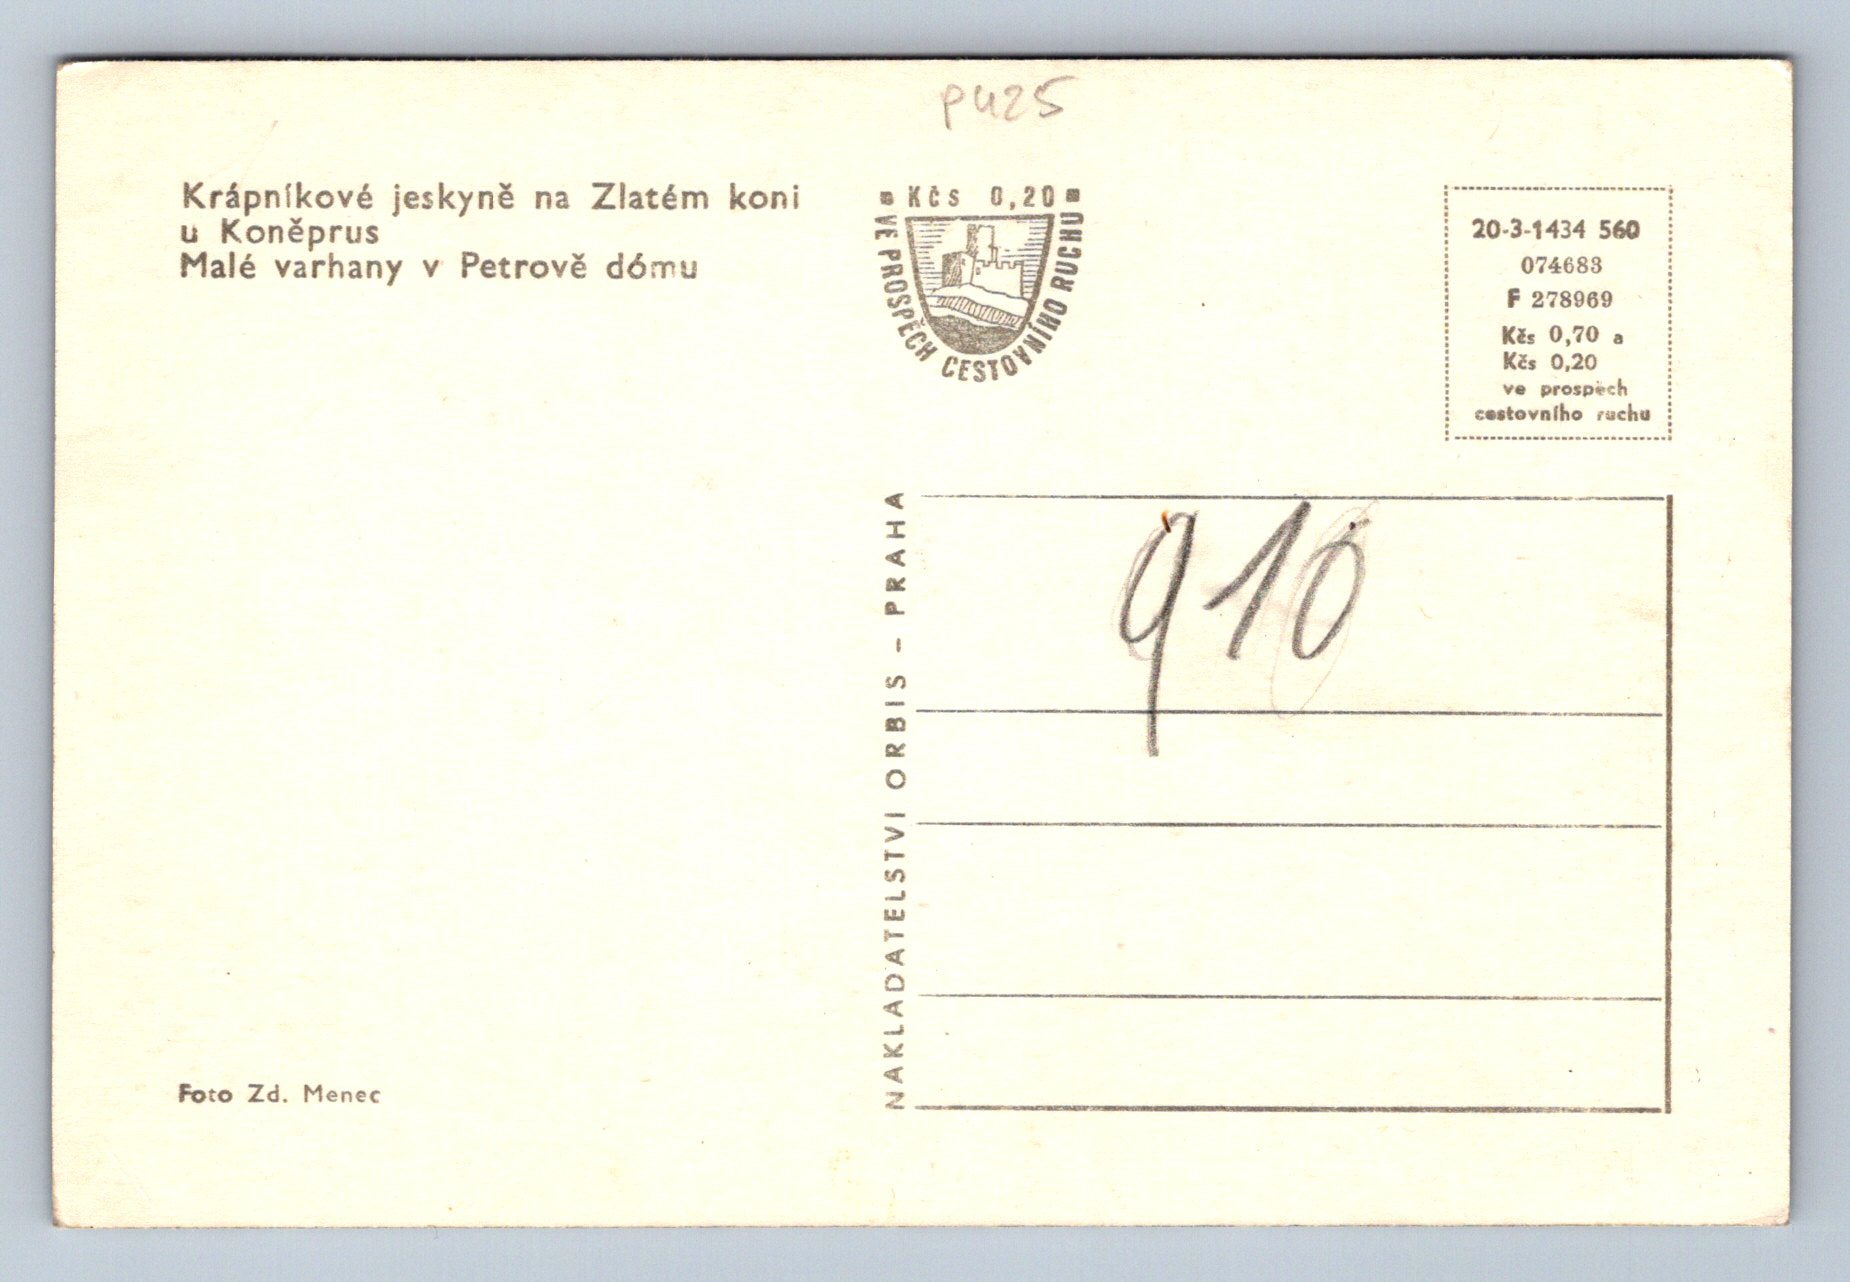 P425
Krápníkové jeskyně na Zlatém koni
u Koněprus
Malé varhany v Petrově dómu
Kčs 0,20
VE PROSPĚCH CESTOVNÍHO RUCHU
20-3-1434 560
074683
F 278969
Kčs 0,70 a
Kčs 0,20
ve prospěch
cestovního ruchu
910
NAKLADATELSTVI ORBIS – PRAHA
Foto Zd. Menec